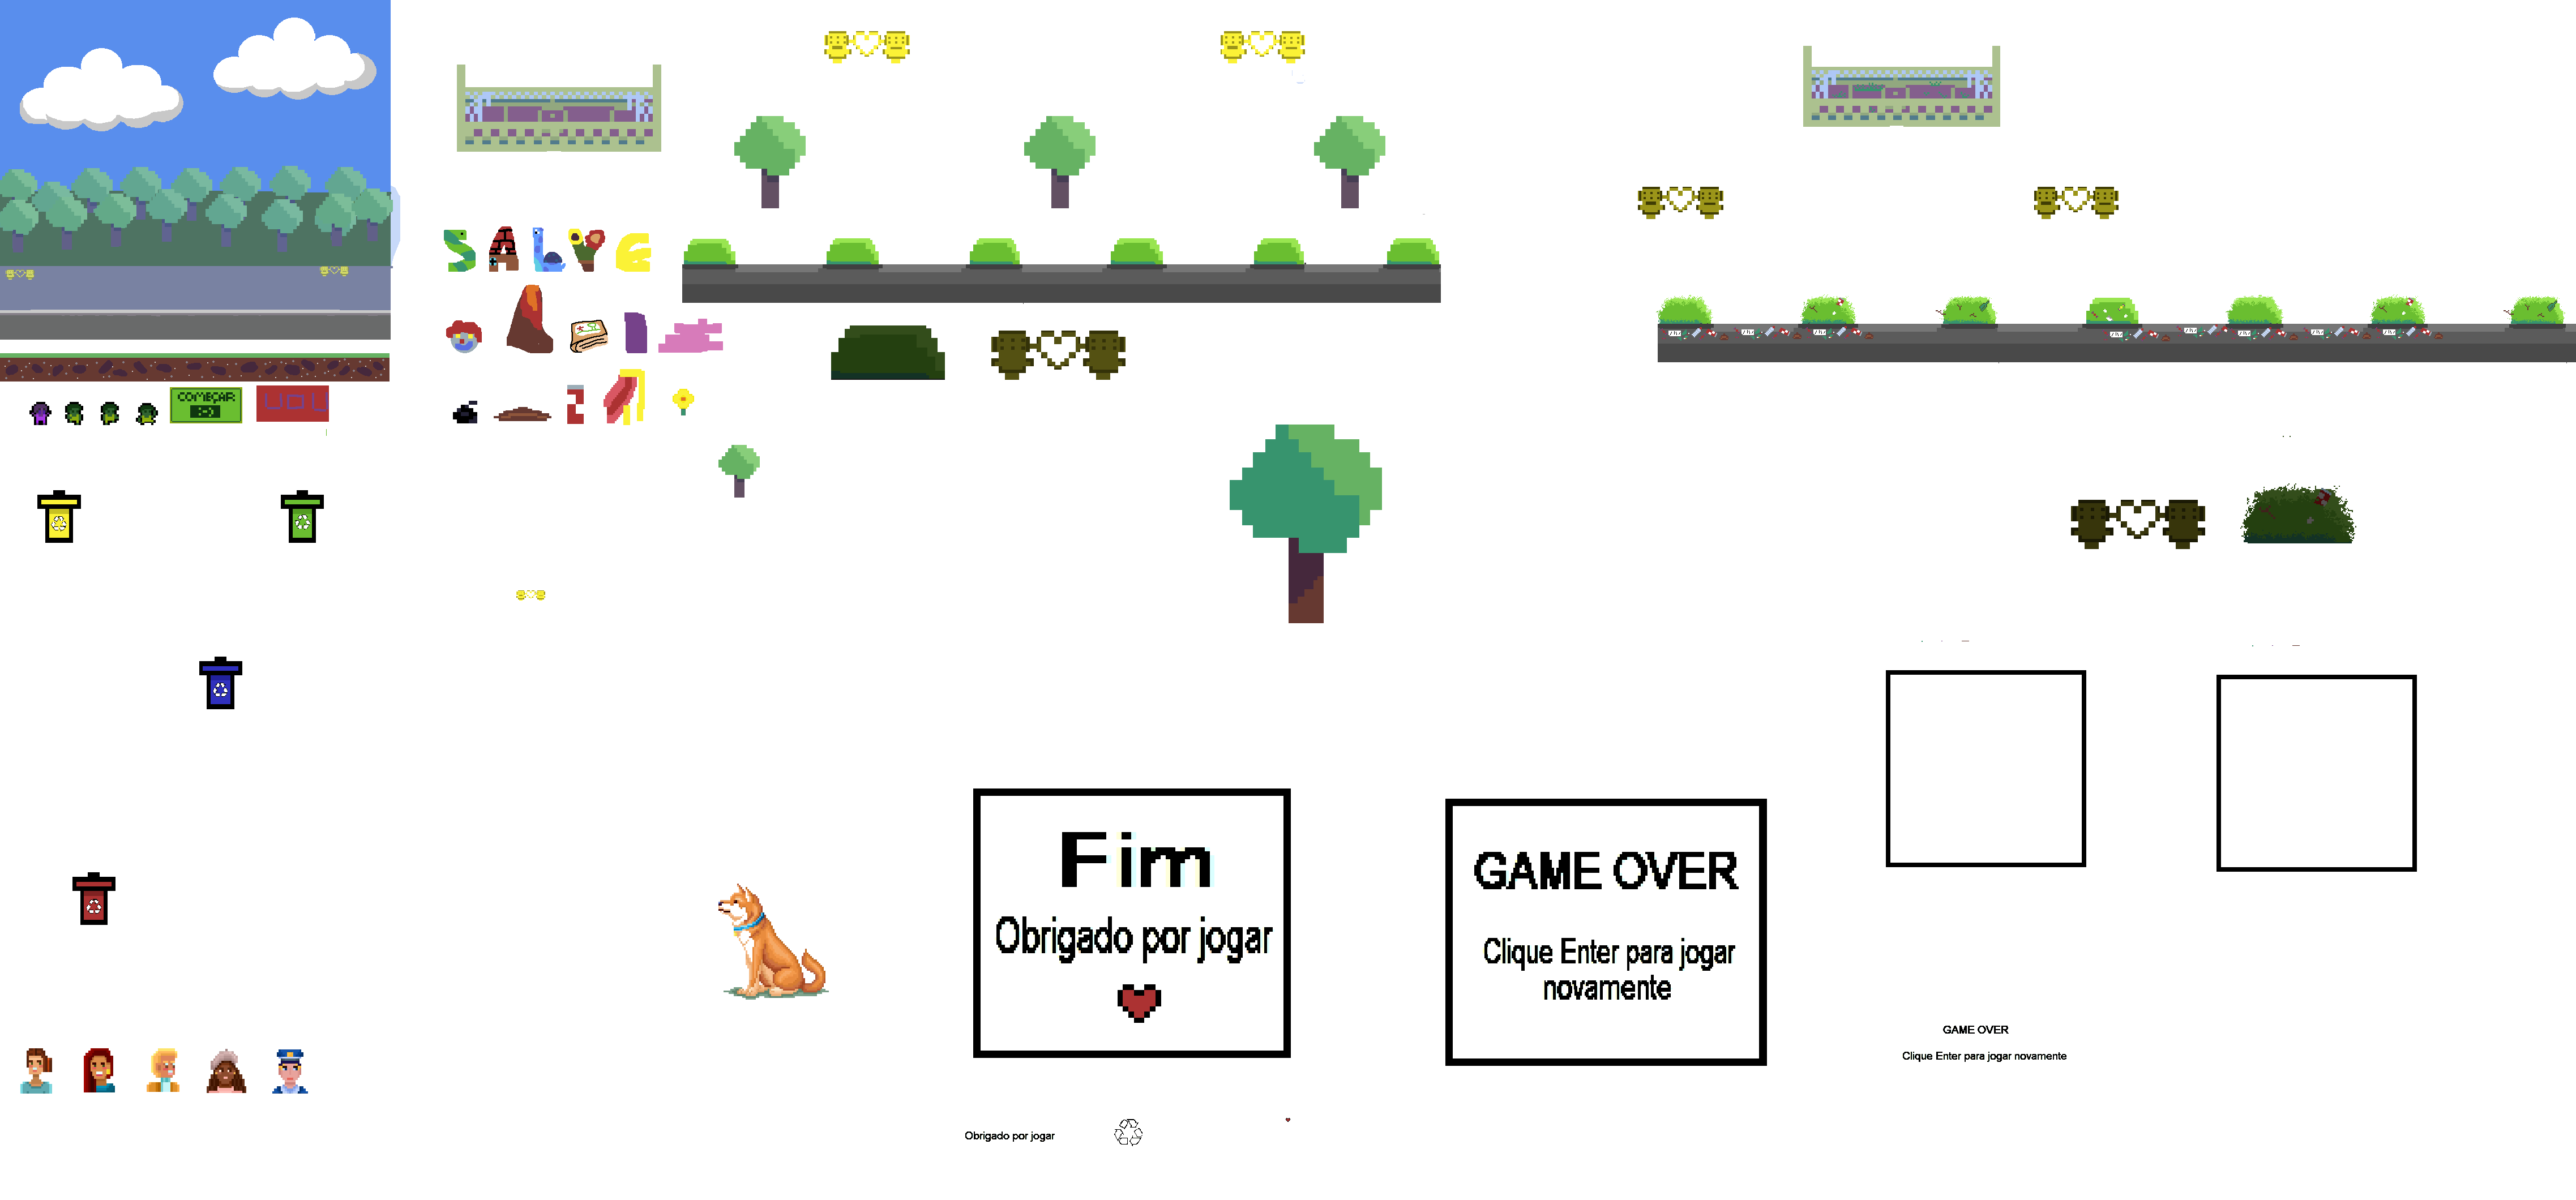 SALVE
COMEÇAR
:-)
Fim
Obrigado por jogar
GAME OVER
Clique Enter para jogar
novamente
GAME OVER
Clique Enter para jogar novamente
Obrigado por jogar